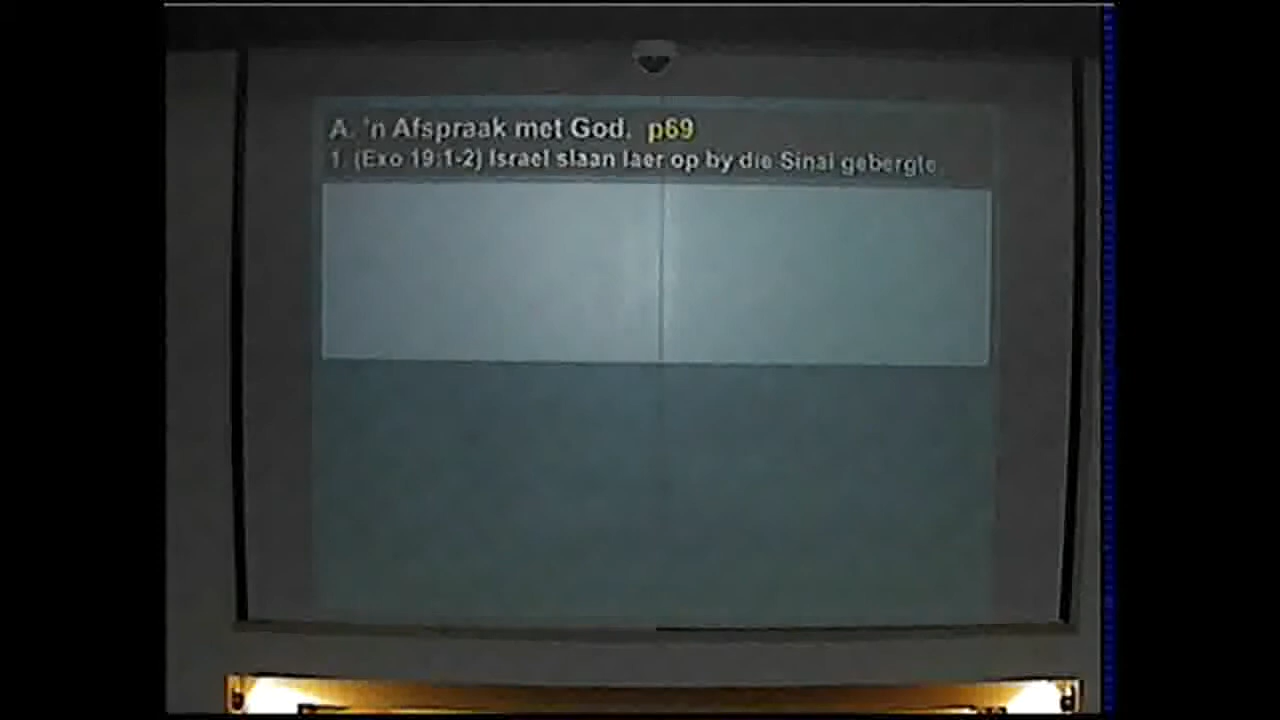 A. 'n Afspraak met God. p69
1. (Exo 19:1-2) Israel slaan laer op by die Sinai gebergte.